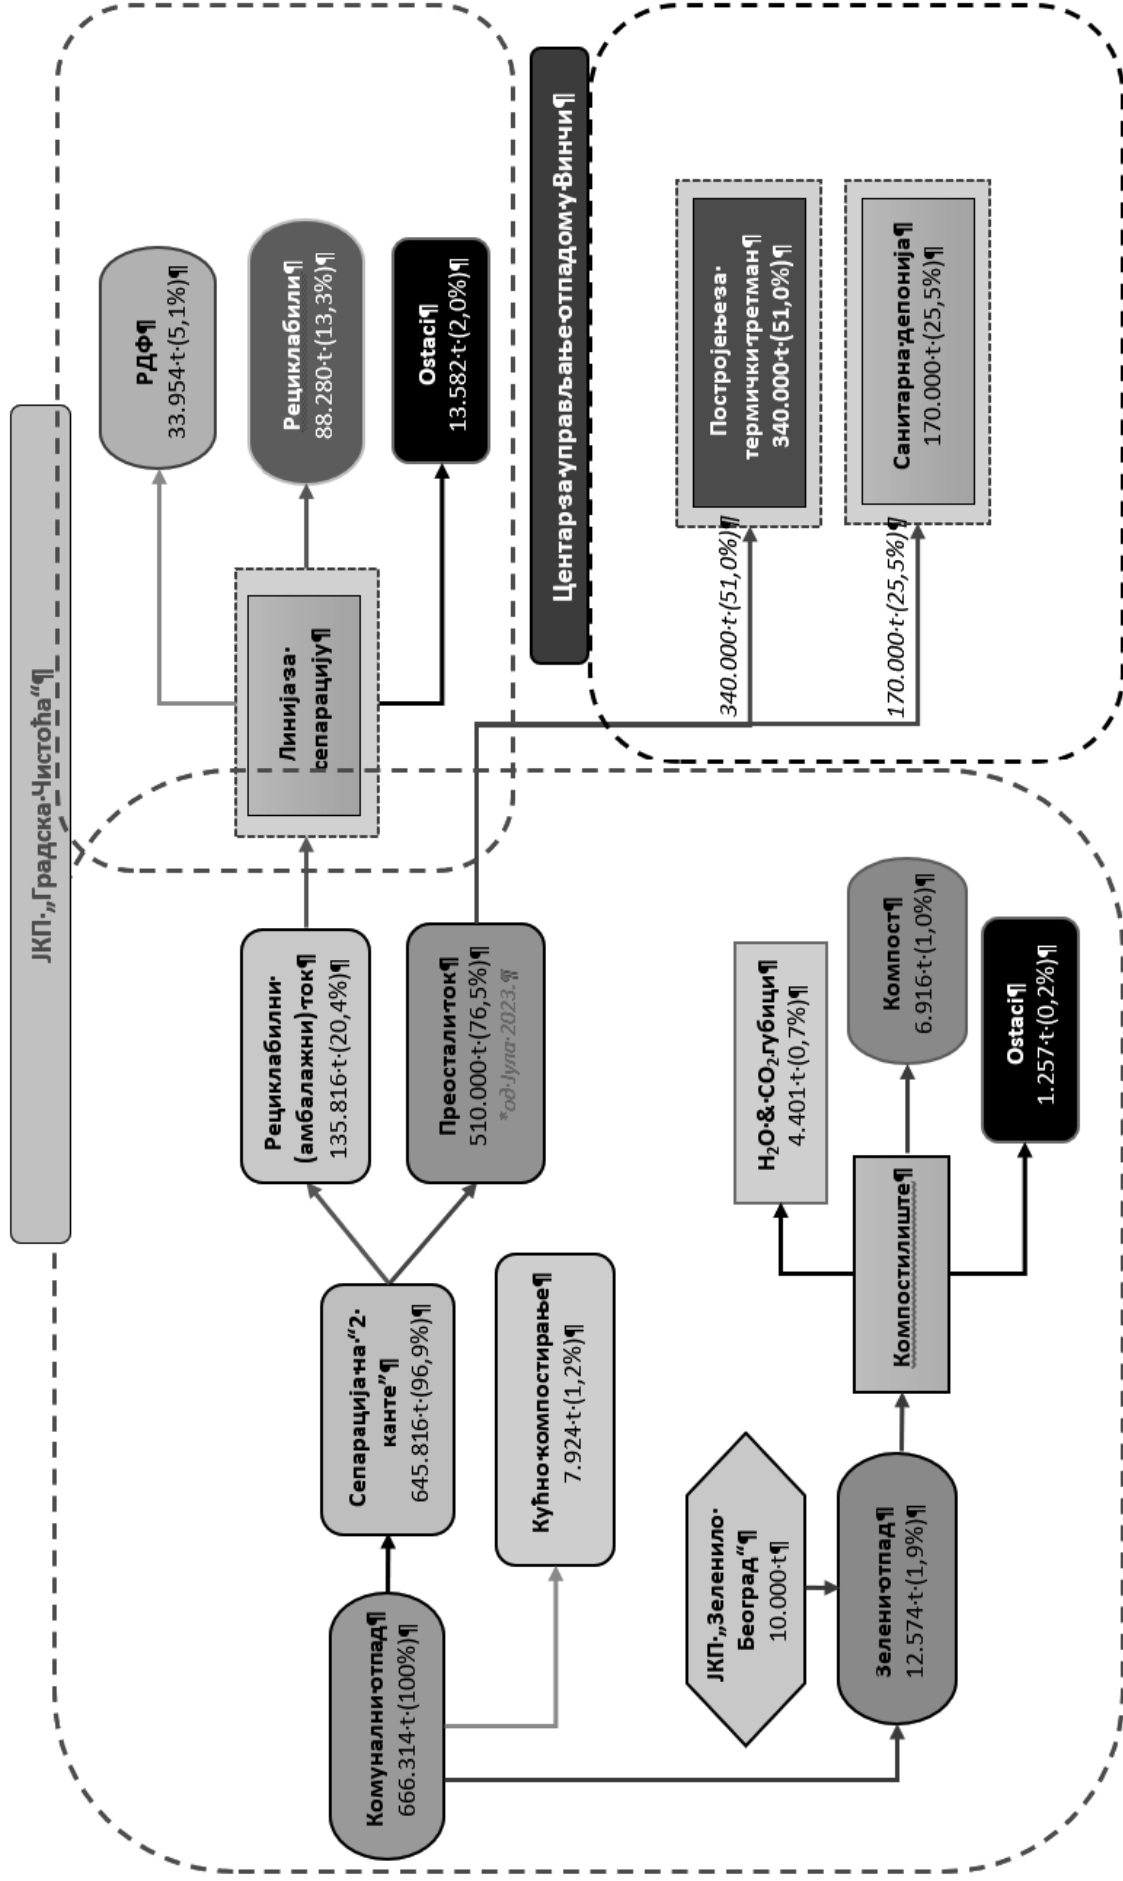 ЈКП·„Градска·Чистоћа“¶
Комунални·отпад¶
666.314·t·(100%)¶
Сепарација·на·“2·
канте”¶
645.816·t·(96,9%)¶
Кућно·компостирање¶
7.924·t·(1,2%)¶
Рециклабилни·
(амбалажни)·ток¶
135.816·t·(20,4%)¶
Преостали·ток¶
510.000·t·(76,5%)¶
*од·Јула·2023.¶
Линија·за·
сепарацију¶
РДФ¶
33.954·t·(5,1%)¶
Рециклабили¶
88.280·t·(13,3%)¶
Ostaci¶
13.582·t·(2,0%)¶
Центар·за·управљање·отпадом·у·Винчи¶
340.000·t·(51,0%)¶
Постројење·за·
термички·третман¶
340.000·t·(51,0%)¶
170.000·t·(25,5%)¶
Санитарна·депонија¶
170.000·t·(25,5%)¶
ЈКП·„Зеленило·
Београд“¶
10.000·t¶
Зелени·отпад¶
12.574·t·(1,9%)¶
Компостилиште¶
H₂O·&·CO₂·губици¶
4.401·t·(0,7%)¶
Компост¶
6.916·t·(1,0%)¶
Ostaci¶
1.257·t·(0,2%)¶